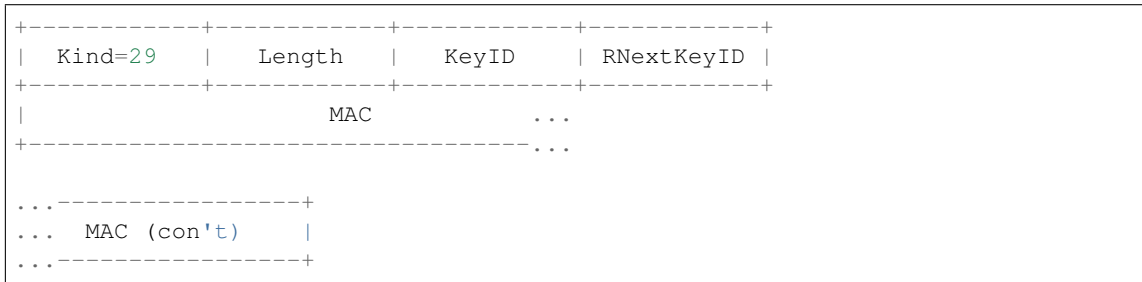 +------------+------------+------------+------------+
|  Kind=29   |   Length   |   KeyID    | RNextKeyID |
+------------+------------+------------+------------+
|                     MAC           ...
+-----------------------------------...

...-----------------+
...  MAC (con't)    |
...-----------------+